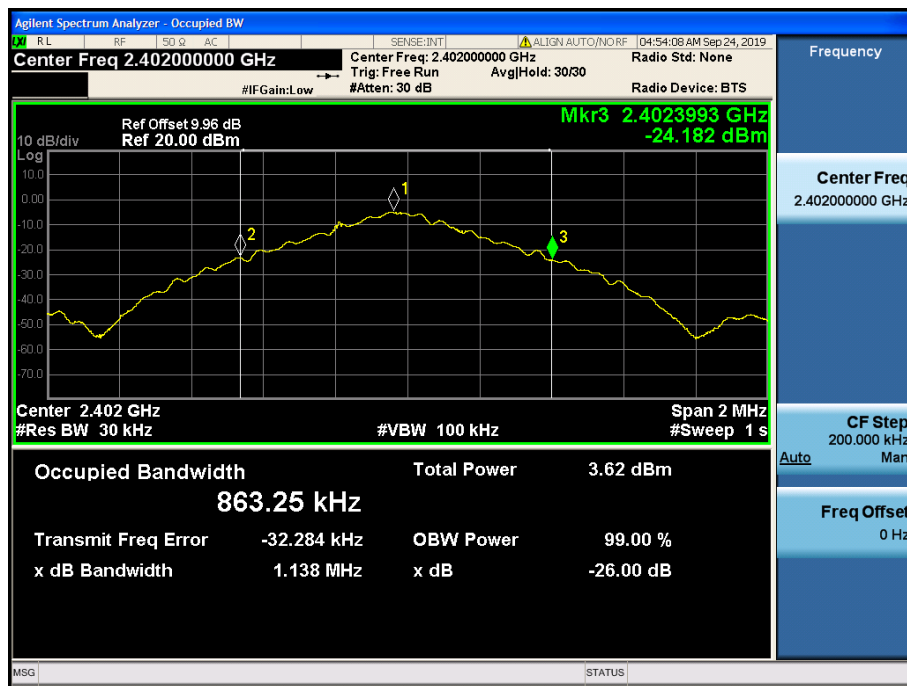 Agilent Spectrum Analyzer - Occupied BW
LXI RL RF 50 Ω AC SENSE:INT ALIGN AUTO/NO RF 04:54:08 AM Sep 24, 2019
Center Freq 2.402000000 GHz
Center Freq: 2.402000000 GHz Radio Std: None
Trig: Free Run Avg|Hold: 30/30
#IFGain:Low #Atten: 30 dB Radio Device: BTS
Frequency
Mkr3 2.4023993 GHz
-24.182 dBm
Ref Offset 9.96 dB
10 dB/div Ref 20.00 dBm
Log
10.0
0.00
-10.0
-20.0
-30.0
-40.0
-50.0
-60.0
-70.0
1
2
3
Center 2.402 GHz Span 2 MHz
#Res BW 30 kHz #VBW 100 kHz #Sweep 1 s
Occupied Bandwidth Total Power 3.62 dBm
863.25 kHz
Transmit Freq Error -32.284 kHz OBW Power 99.00 %
x dB Bandwidth 1.138 MHz x dB -26.00 dB
Center Freq
2.402000000 GHz
CF Step
200.000 kHz
Auto Man
Freq Offset
0 Hz
MSG STATUS